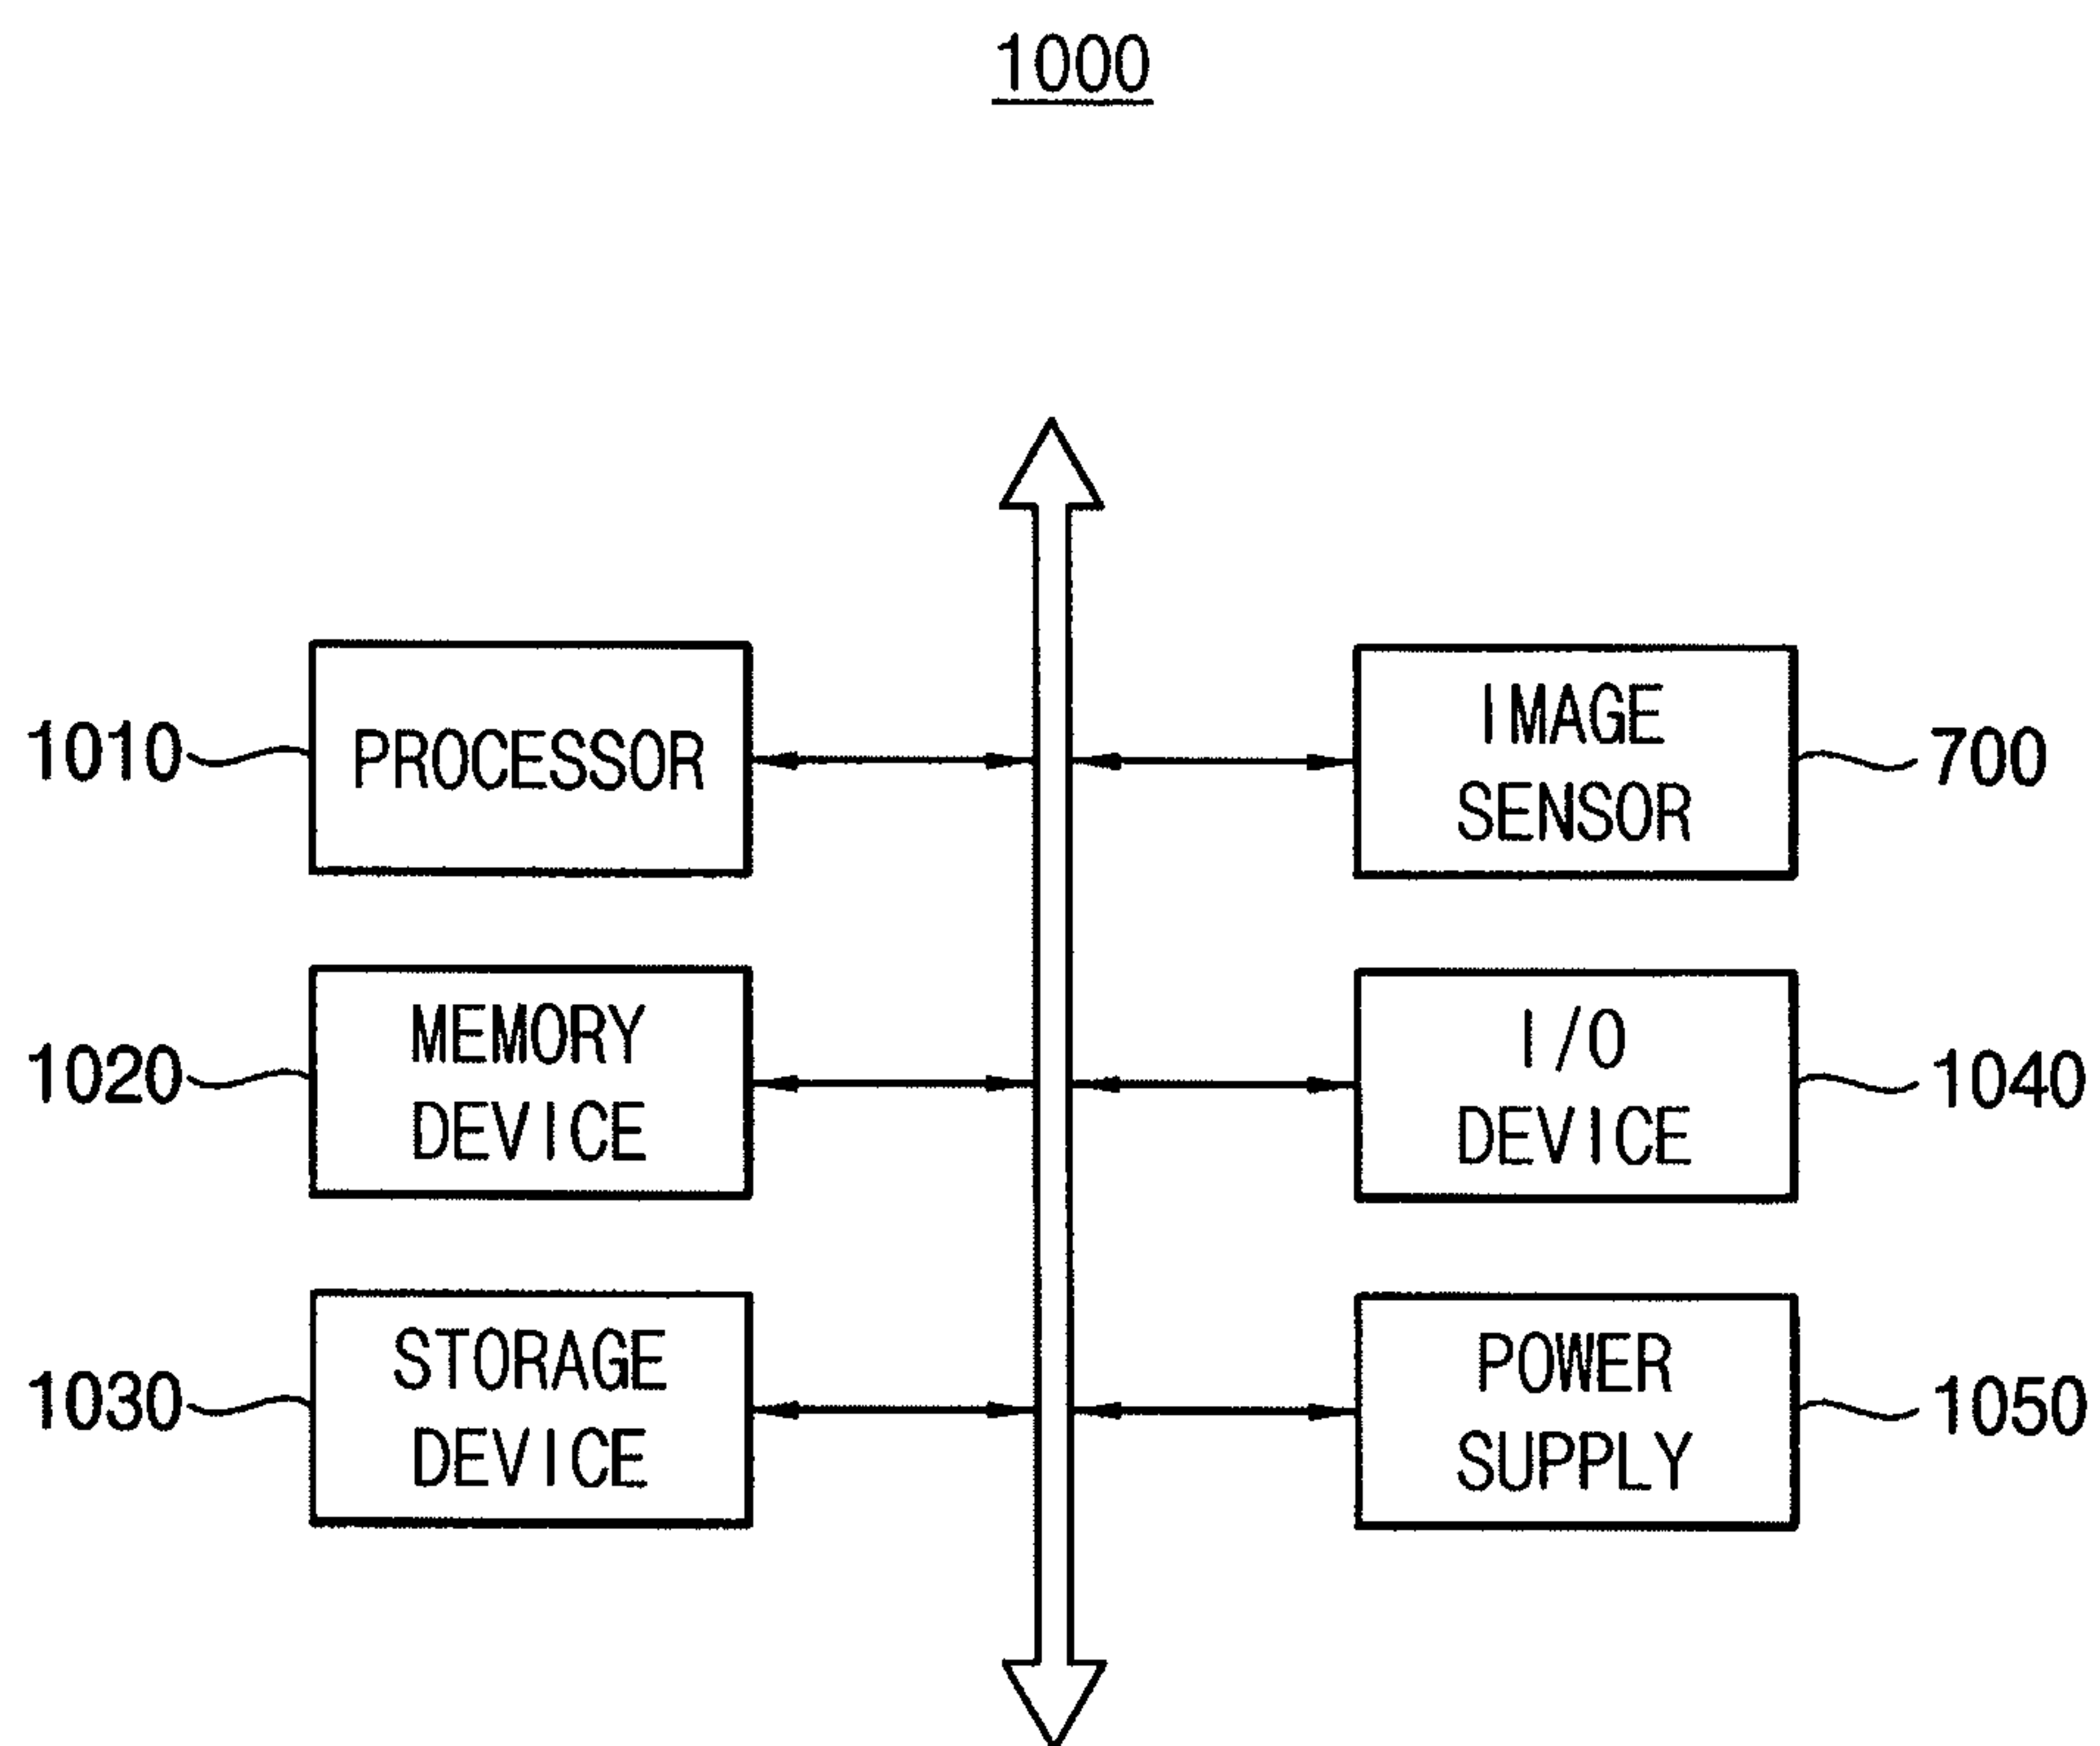 1000
1010
PROCESSOR
IMAGE
SENSOR
700
1020
MEMORY
DEVICE
I/O
DEVICE
1040
1030
STORAGE
DEVICE
POWER
SUPPLY
1050